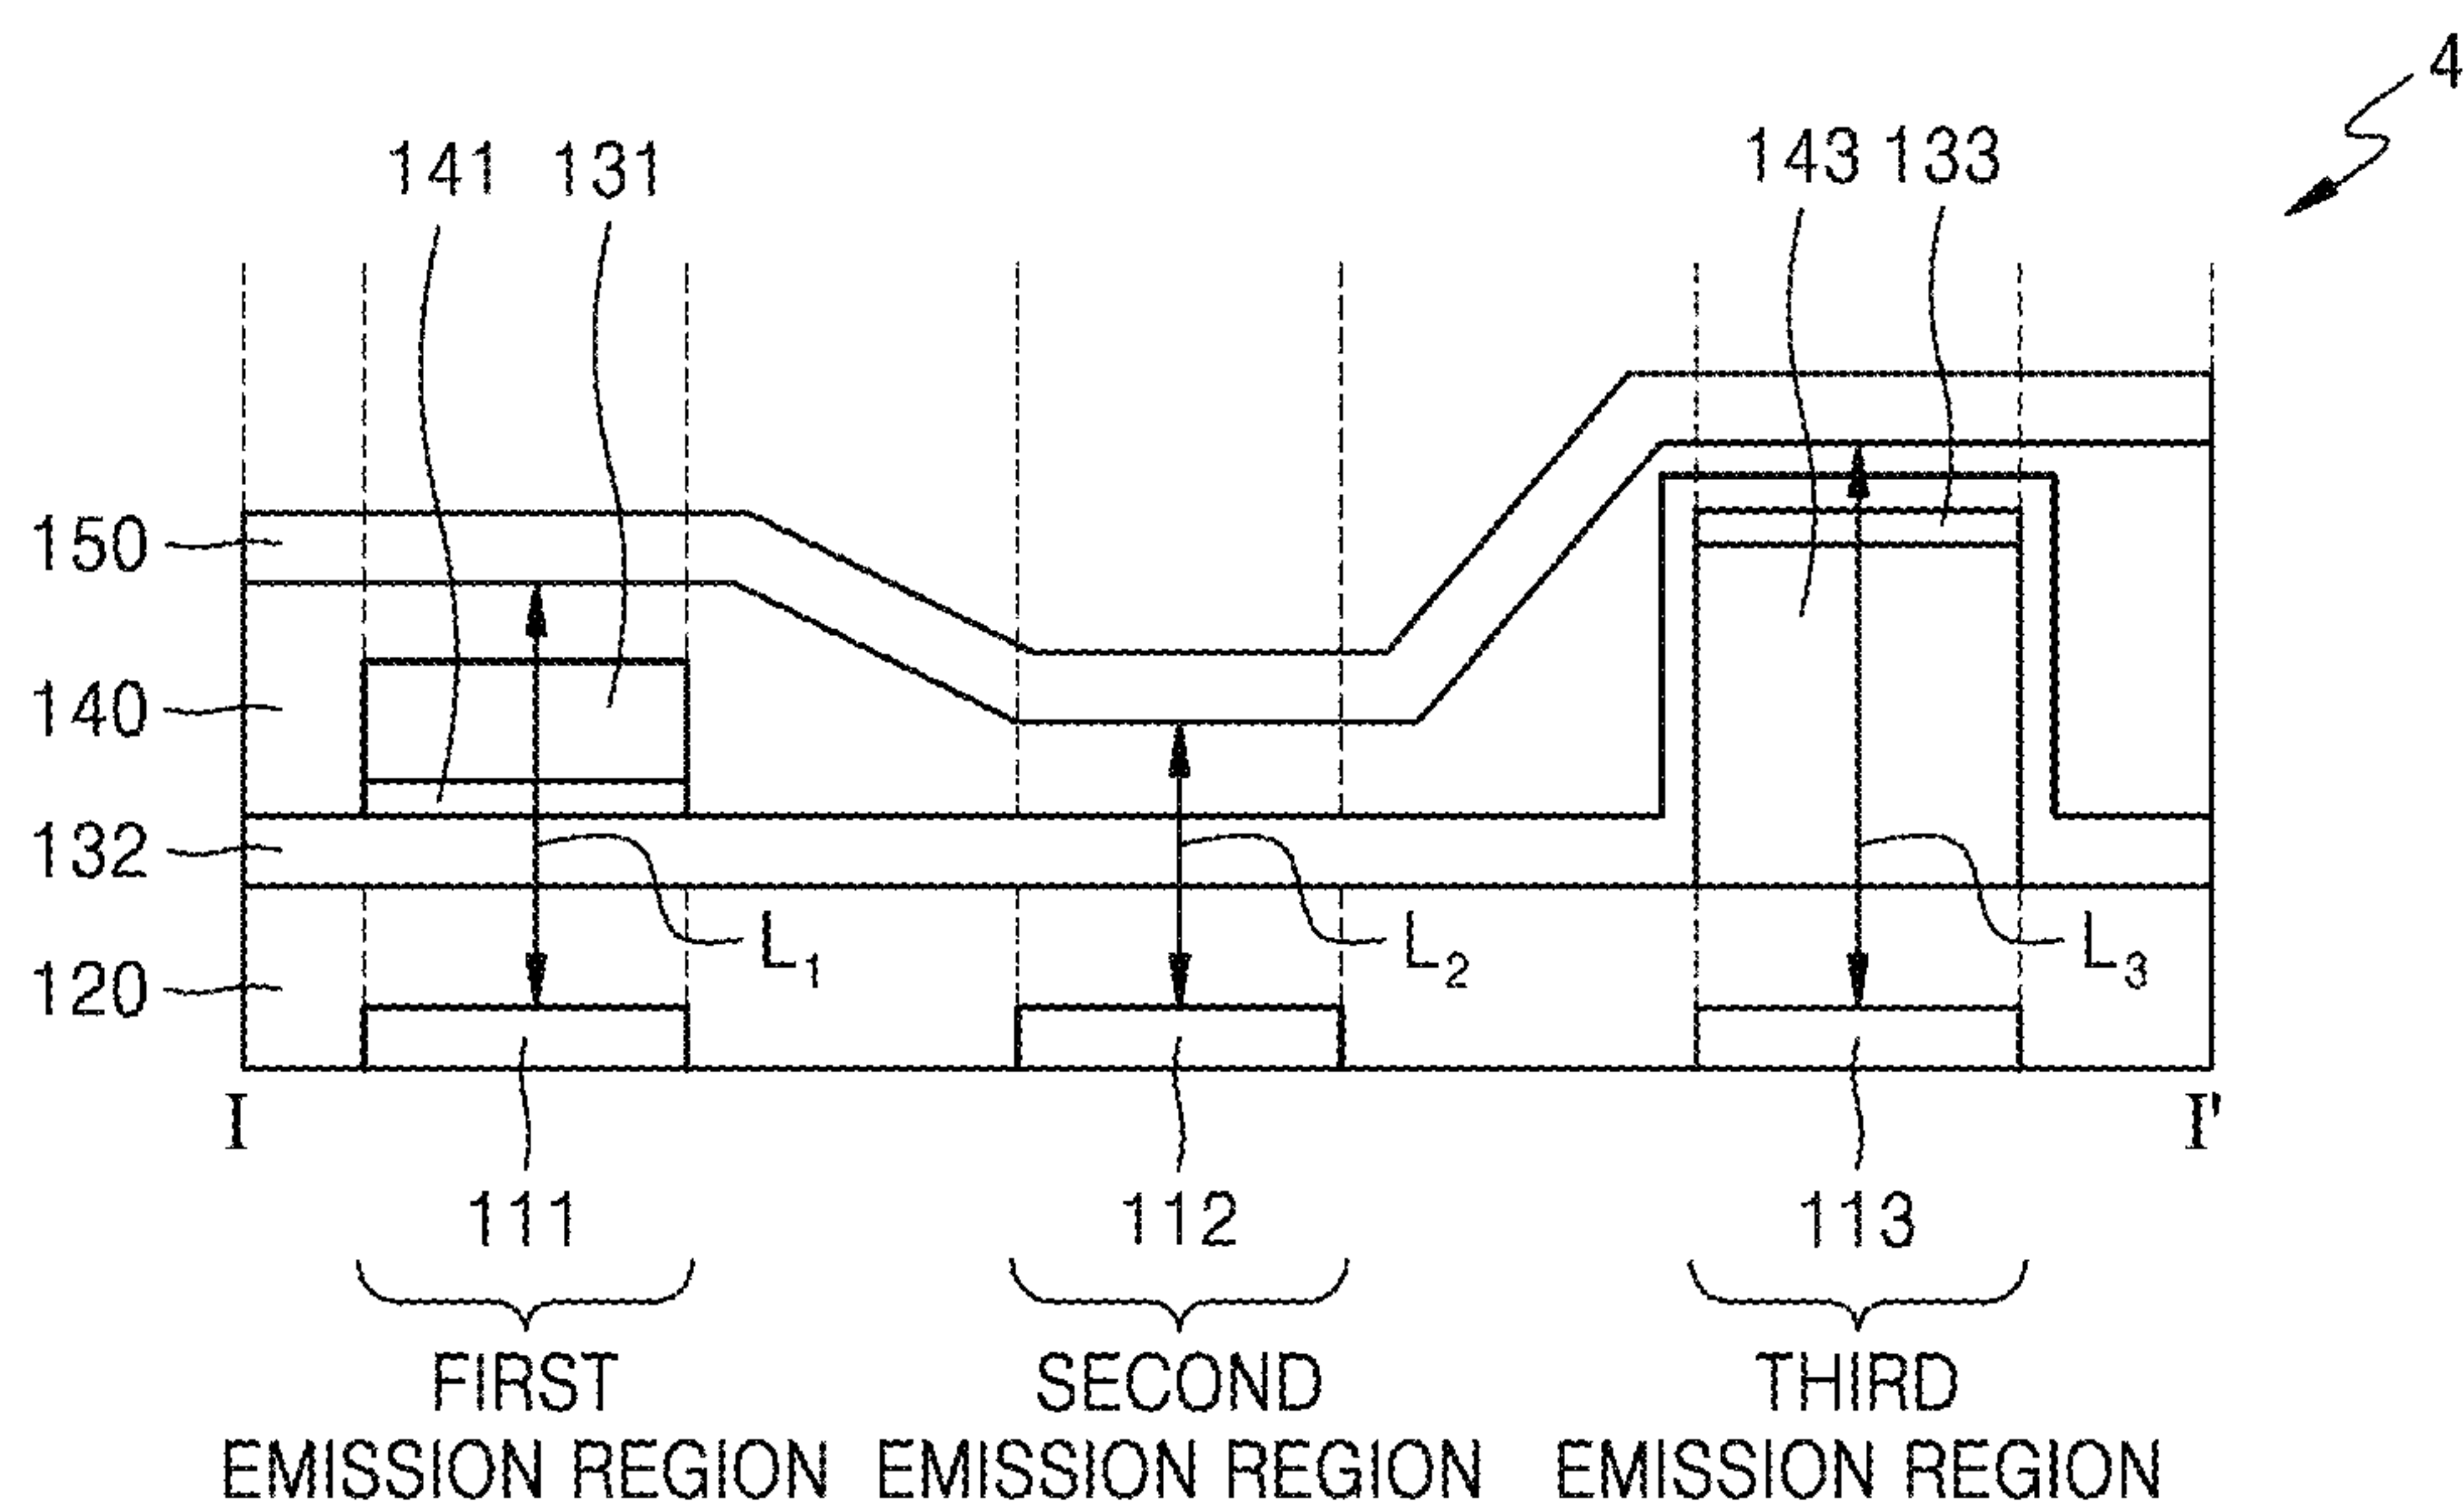 4
141 131 143 133
150
140
132
120
L1 L2 L3
I I'
111 112 113
FIRST SECOND THIRD
EMISSION REGION EMISSION REGION EMISSION REGION